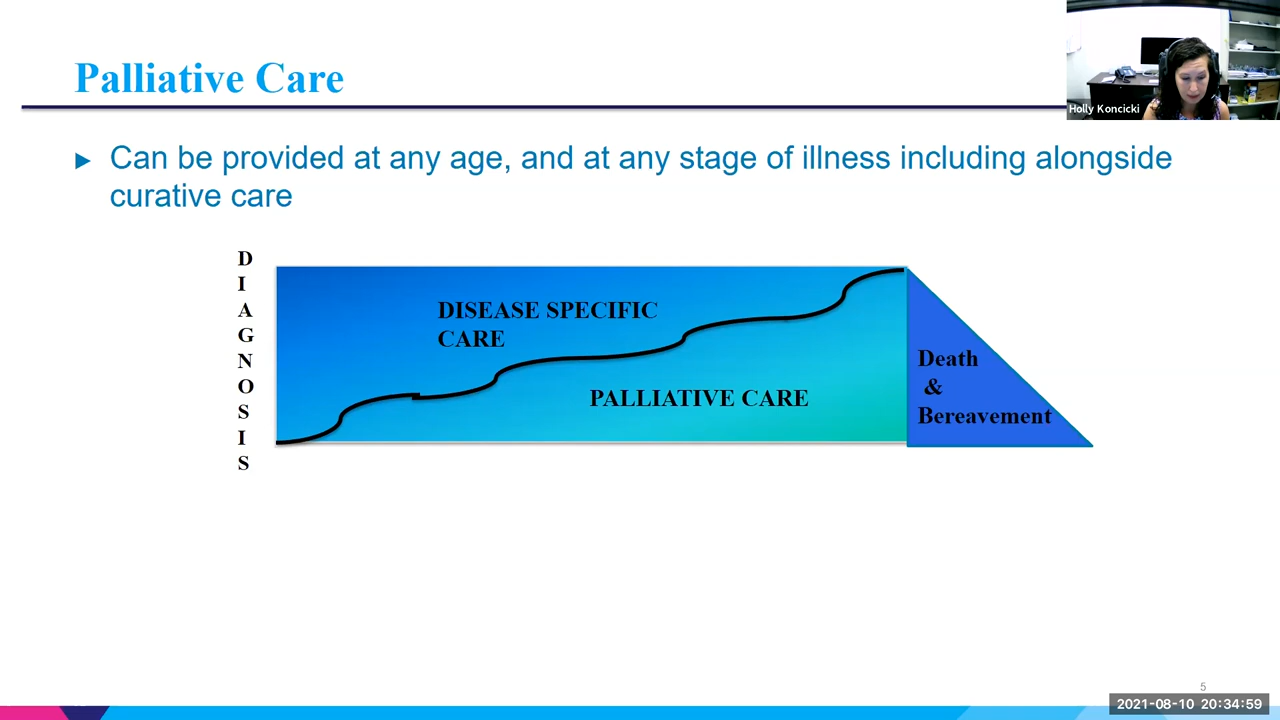 Palliative Care
Holly Koncicki
Can be provided at any age, and at any stage of illness including alongside
curative care
D
I
A
G
N
O
S
I
S
DISEASE SPECIFIC
CARE
PALLIATIVE CARE
Death
&
Bereavement
5
2021-08-10 20:34:59